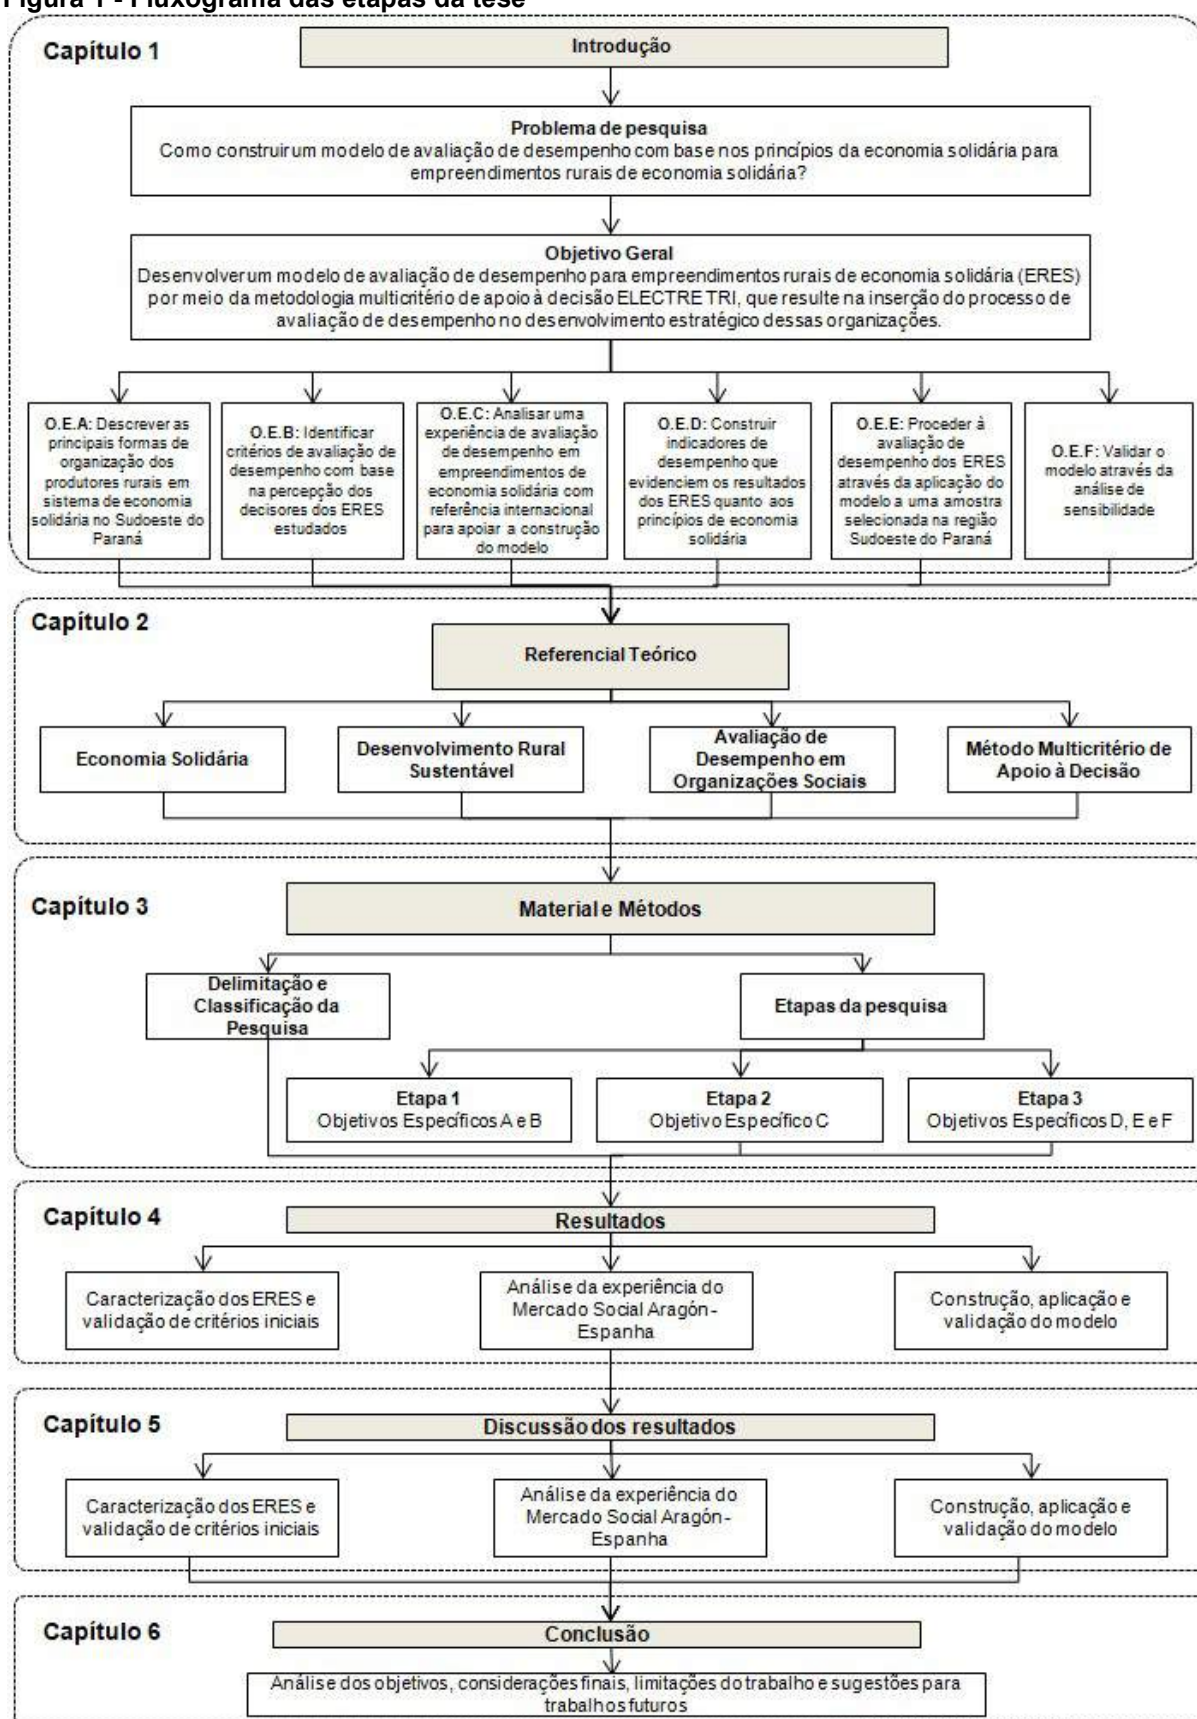 Figura 1 - Fluxograma das etapas da tese
Capítulo 1
Introdução
Problema de pesquisa
Como construir um modelo de avaliação de desempenho com base nos princípios da economia solidária para
empreendimentos rurais de economia solidária?
Objetivo Geral
Desenvolver um modelo de avaliação de desempenho para empreendimentos rurais de economia solidária (ERES)
por meio da metodologia multicritério de apoio à decisão ELECTRE TRI, que resulte na inserção do processo de
avaliação de desempenho no desenvolvimento estratégico dessas organizações.
O.E.A: Descrever as
principais formas de
organização dos
produtores rurais em
sistema de economia
solidária no Sudoeste do
Paraná
O.E.B: Identificar
critérios de avaliação de
desempenho com base
na percepção dos
decisores dos ERES
estudados
O.E.C: Analisar uma
experiência de avaliação
de desempenho em
empreendimentos de
economia solidária com
referência internacional
para apoiar a construção
do modelo
O.E.D: Construir
indicadores de
desempenho que
evidenciem os resultados
dos ERES quanto aos
princípios de economia
solidária
O.E.E: Proceder à
avaliação de
desempenho dos ERES
através da aplicação do
modelo a uma amostra
selecionada na região
Sudoeste do Paraná
O.E.F: Validar o
modelo através da
análise de
sensibilidade
Capítulo 2
Referencial Teórico
Economia Solidária
Desenvolvimento Rural
Sustentável
Avaliação de
Desempenho em
Organizações Sociais
Método Multicritério de
Apoio à Decisão
Capítulo 3
Material e Métodos
Delimitação e
Classificação da
Pesquisa
Etapas da pesquisa
Etapa 1
Objetivos Específicos A e B
Etapa 2
Objetivo Específico C
Etapa 3
Objetivos Específicos D, E e F
Capítulo 4
Resultados
Caracterização dos ERES e
validação de critérios iniciais
Análise da experiência do
Mercado Social Aragón -
Espanha
Construção, aplicação e
validação do modelo
Capítulo 5
Discussão dos resultados
Caracterização dos ERES e
validação de critérios iniciais
Análise da experiência do
Mercado Social Aragón -
Espanha
Construção, aplicação e
validação do modelo
Capítulo 6
Conclusão
Análise dos objetivos, considerações finais, limitações do trabalho e sugestões para
trabalhos futuros